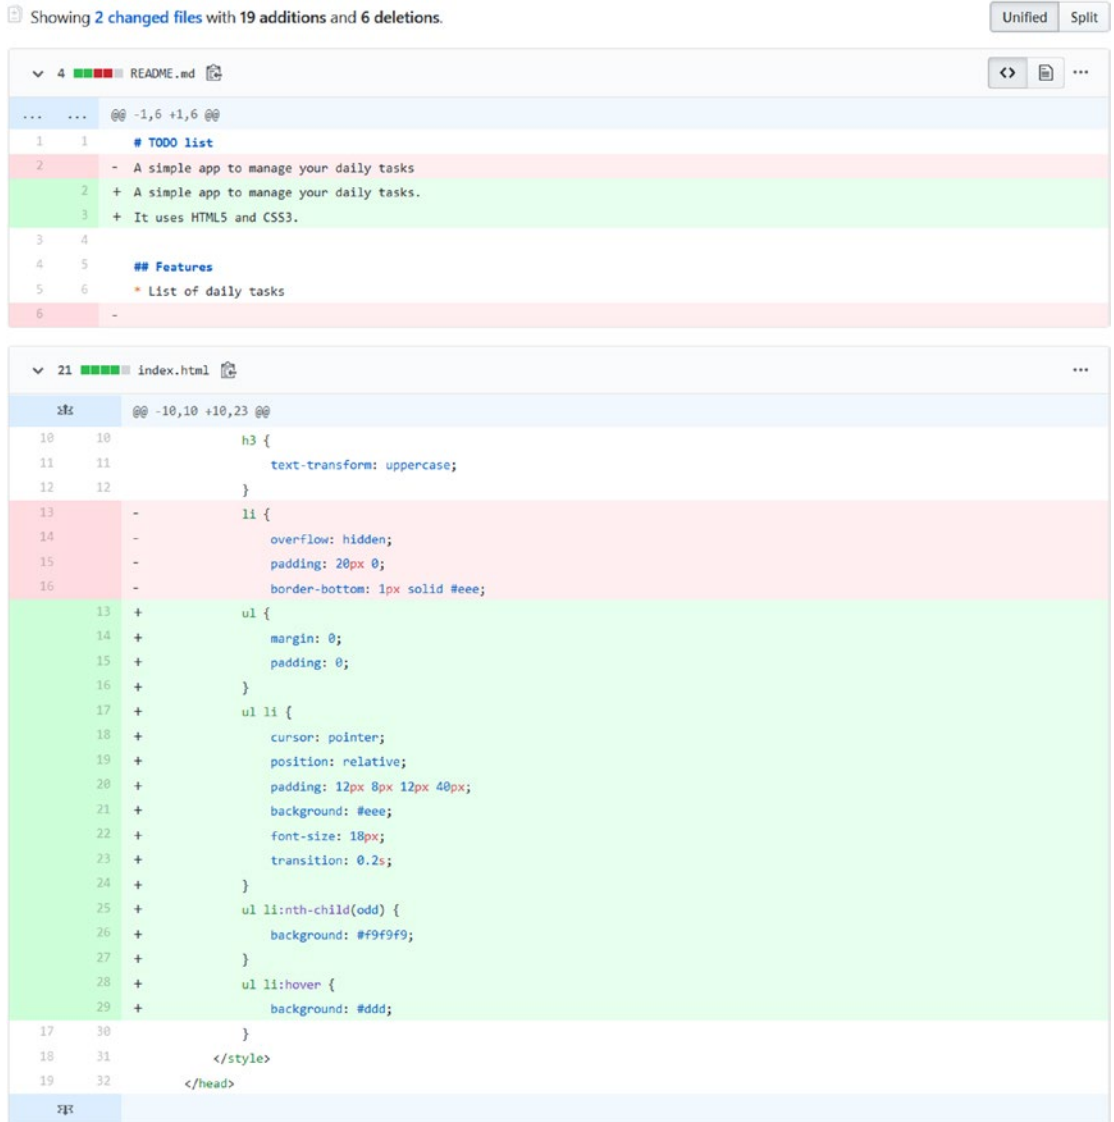 Showing 2 changed files with 19 additions and 6 deletions.
Unified Split
4 README.md
... ... @@ -1,6 +1,6 @@
1 1 # TODO list
2 - A simple app to manage your daily tasks
2 + A simple app to manage your daily tasks.
3 + It uses HTML5 and CSS3.
3 4
4 5 ## Features
5 6 * List of daily tasks
6 -
21 index.html
@@ -10,10 +10,23 @@
10 10 h3 {
11 11 text-transform: uppercase;
12 12 }
13 - li {
14 - overflow: hidden;
15 - padding: 20px 0;
16 - border-bottom: 1px solid #eee;
13 + ul {
14 + margin: 0;
15 + padding: 0;
16 + }
17 + ul li {
18 + cursor: pointer;
19 + position: relative;
20 + padding: 12px 8px 12px 40px;
21 + background: #eee;
22 + font-size: 18px;
23 + transition: 0.2s;
24 + }
25 + ul li:nth-child(odd) {
26 + background: #f9f9f9;
27 + }
28 + ul li:hover {
29 + background: #ddd;
17 30 }
18 31 </style>
19 32 </head>